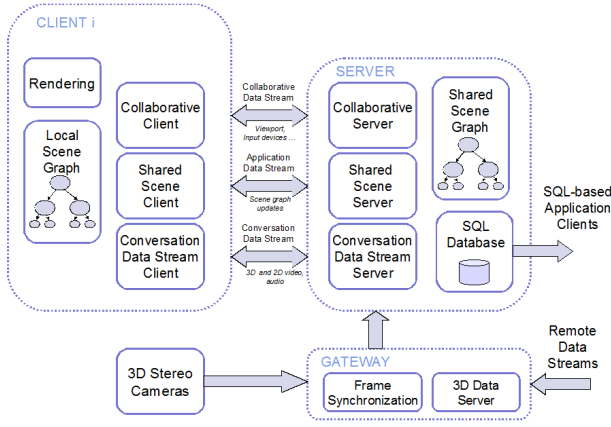 CLIENT i
Rendering
Local
Scene
Graph
Collaborative
Client
Shared
Scene
Client
Conversation
Data Stream
Client
Collaborative
Data Stream
Viewport,
Input devices ...
Application
Data Stream
Scene graph
updates
Conversation
Data Stream
3D and 2D video,
audio
SERVER
Collaborative
Server
Shared
Scene
Server
Conversation
Data Stream
Server
Shared
Scene
Graph
SQL
Database
SQL-based
Application
Clients
3D Stereo
Cameras
GATEWAY
Frame
Synchronization
3D Data
Server
Remote
Data
Streams